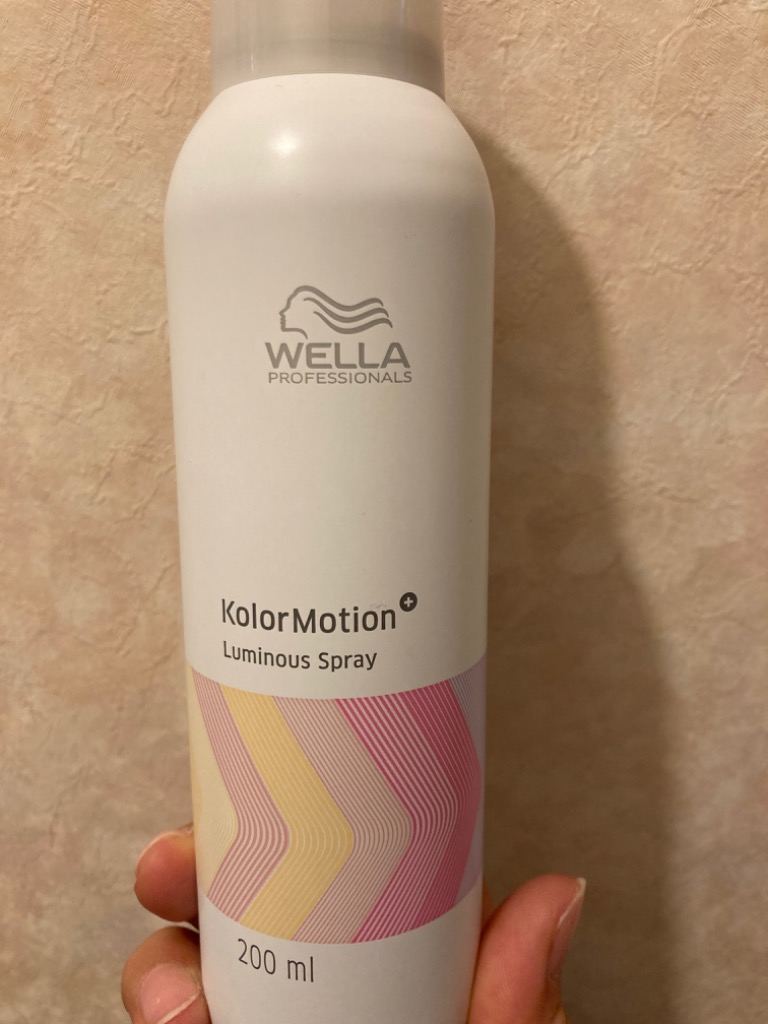 WELLA
PROFESSIONALS
KolorMotion+
Luminous Spray
200 ml